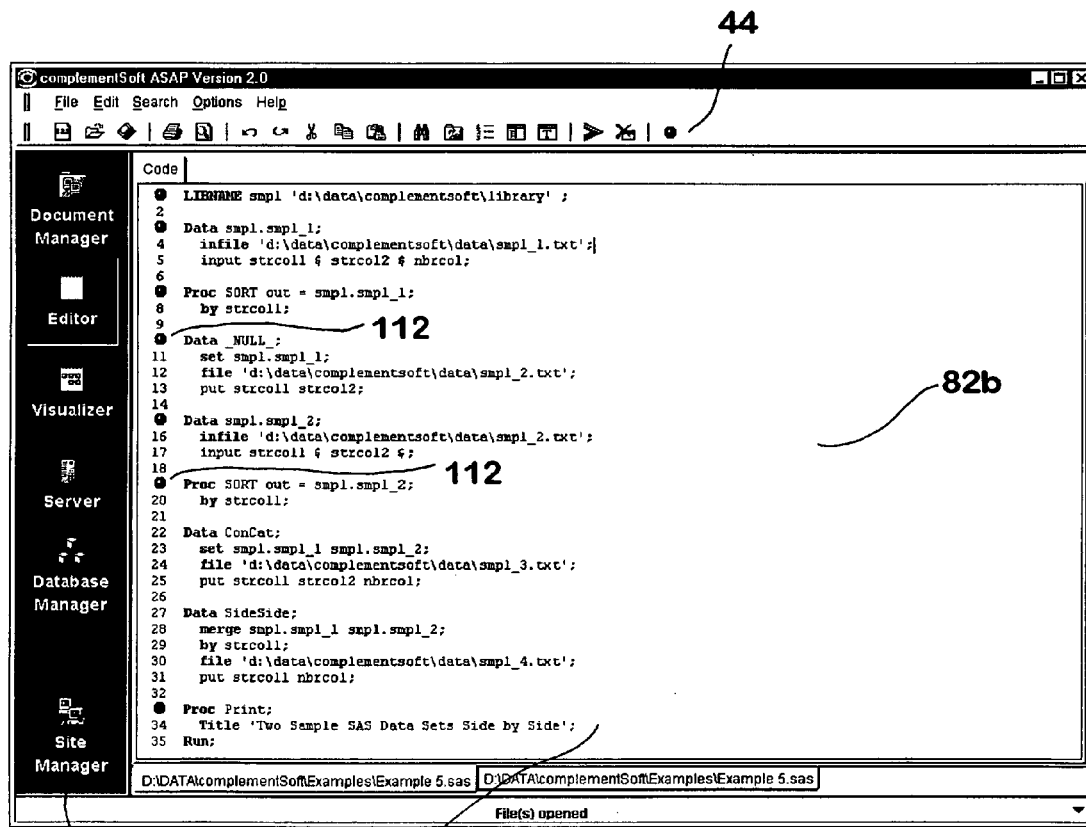 44
complementSoft ASAP Version 2.0
File Edit Search Options Help
Document Manager
Editor
Visualizer
Server
Database Manager
Site Manager
Code
LIBNAME smpl 'd:\data\complementsoft\library' ;
2
Data smpl.smpl_1;
4 infile 'd:\data\complementsoft\data\smpl_1.txt';
5 input strcol1 $ strcol2 $ nbrcol;
6
Proc SORT out = smpl.smpl_1;
8 by strcol1;
9
112
Data _NULL_;
11 set smpl.smpl_1;
12 file 'd:\data\complementsoft\data\smpl_2.txt';
13 put strcol1 strcol2;
14
82b
Data smpl.smpl_2;
16 infile 'd:\data\complementsoft\data\smpl_2.txt';
17 input strcol1 $ strcol2 $;
18
112
Proc SORT out = smpl.smpl_2;
20 by strcol1;
21
22 Data ConCat;
23 set smpl.smpl_1 smpl.smpl_2;
24 file 'd:\data\complementsoft\data\smpl_3.txt';
25 put strcol1 strcol2 nbrcol;
26
27 Data SideSide;
28 merge smpl.smpl_1 smpl.smpl_2;
29 by strcol1;
30 file 'd:\data\complementsoft\data\smpl_4.txt';
31 put strcol1 nbrcol;
32
Proc Print;
34 Title 'Two Sample SAS Data Sets Side by Side';
35 Run;
D:\DATA\complementSoft\Examples\Example 5.sas D:\DATA\complementSoft\Examples\Example 5.sas
File(s) opened